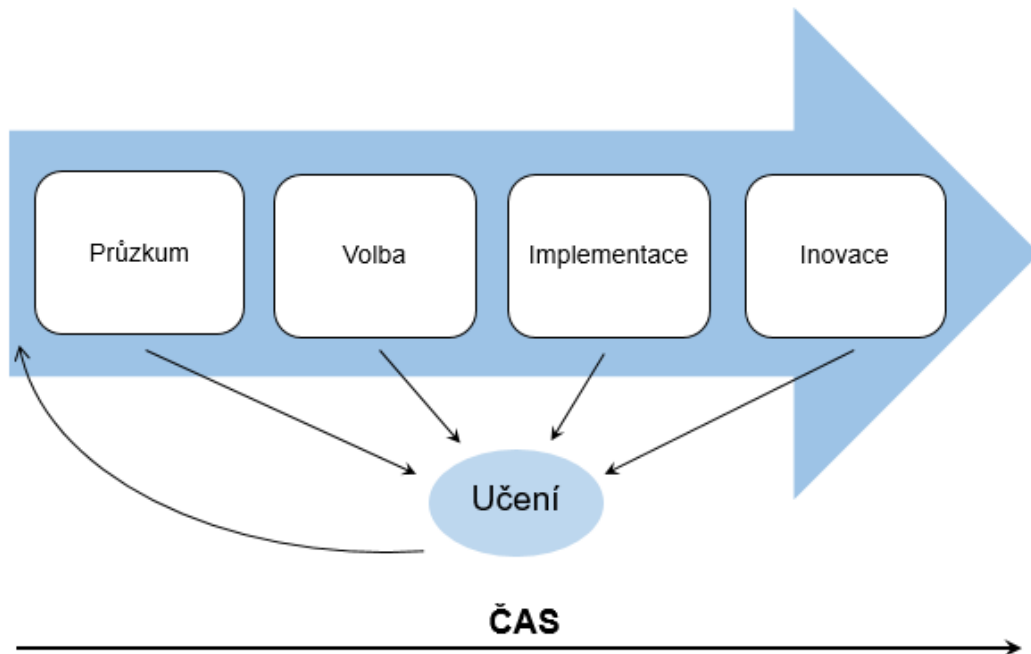 Průzkum
Volba
Implementace
Inovace
Učení
ČAS